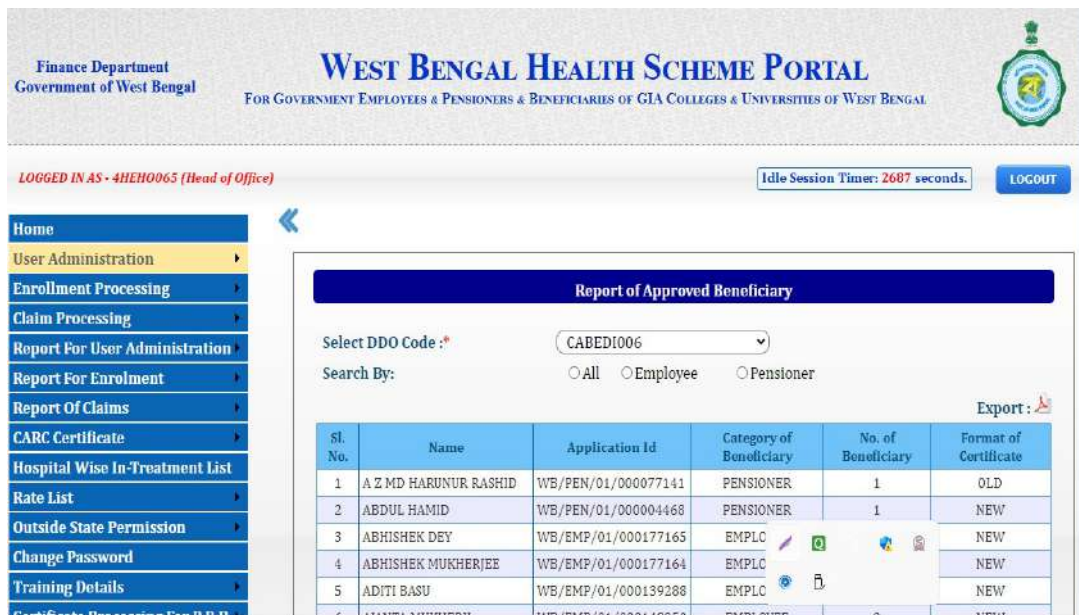 Finance Department
Government of West Bengal
WEST BENGAL HEALTH SCHEME PORTAL
FOR GOVERNMENT EMPLOYEES & PENSIONERS & BENEFICIARIES OF GIA COLLEGES & UNIVERSITIES OF WEST BENGAL
LOGGED IN AS - 4HEHO065 (Head of Office)
Idle Session Timer: 2687 seconds.
LOGOUT
Home
User Administration
Enrollment Processing
Claim Processing
Report For User Administration
Report For Enrolment
Report Of Claims
CARC Certificate
Hospital Wise In-Treatment List
Rate List
Outside State Permission
Change Password
Training Details
Report of Approved Beneficiary
Select DDO Code :* CABEDI006
Search By: All Employee Pensioner
Export :
Sl. No. Name Application Id Category of Beneficiary No. of Beneficiary Format of Certificate
1 A Z MD HARUNUR RASHID WB/PEN/01/000077141 PENSIONER 1 OLD
2 ABDUL HAMID WB/PEN/01/000004468 PENSIONER 1 NEW
3 ABHISHEK DEY WB/EMP/01/000177165 EMPLO NEW
4 ABHISHEK MUKHERJEE WB/EMP/01/000177164 EMPLO NEW
5 ADITI BASU WB/EMP/01/000139288 EMPLO NEW